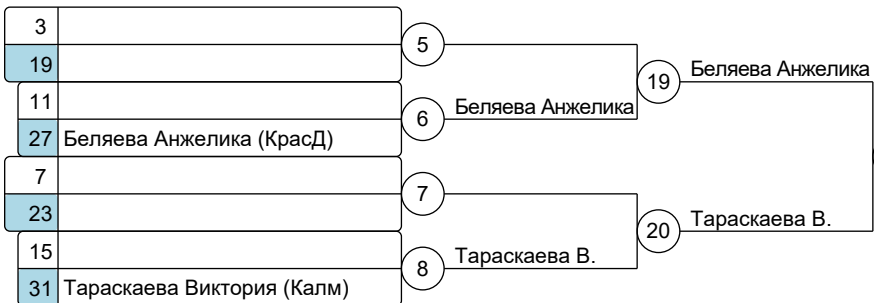 3
5
19
19
Беляева Анжелика
11
6
Беляева Анжелика
27 Беляева Анжелика (КрасД)
7
7
23
20
Тараскаева В.
15
8
Тараскаева В.
31 Тараскаева Виктория (Калм)